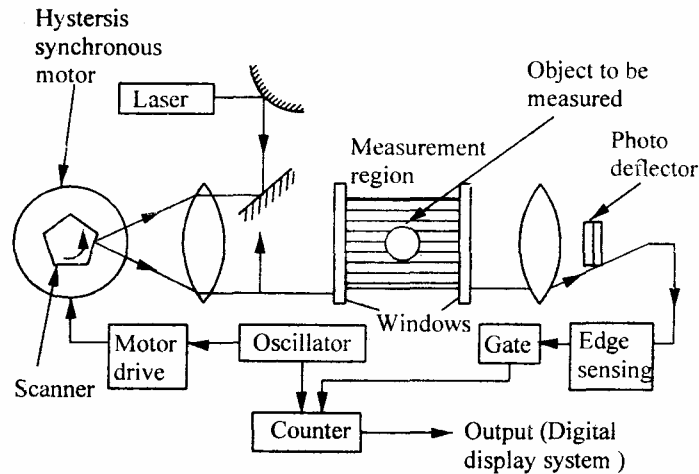 Hystersis
synchronous
motor
Laser
Object to be
measured
Measurement
region
Photo
deflector
Windows
Scanner
Motor
drive
Oscillator
Gate
Edge
sensing
Counter
Output (Digital
display system )